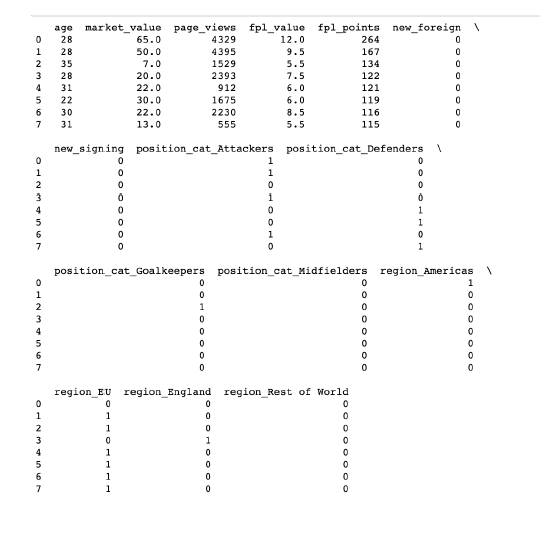 age market_value page_views fpl_value fpl_points new_foreign \
0 28 65.0 4329 12.0 264 0
1 28 50.0 4395 9.5 167 0
2 35 7.0 1529 5.5 134 0
3 28 20.0 2393 7.5 122 0
4 31 22.0 912 6.0 121 0
5 22 30.0 1675 6.0 119 0
6 30 22.0 2230 8.5 116 0
7 31 13.0 555 5.5 115 0
new_signing position_cat_Attackers position_cat_Defenders \
0 0 1 0
1 0 1 0
2 0 0 0
3 0 1 0
4 0 0 1
5 0 0 1
6 0 1 0
7 0 0 1
position_cat_Goalkeepers position_cat_Midfielders region_Americas \
0 0 0 1
1 0 0 0
2 1 0 0
3 0 0 0
4 0 0 0
5 0 0 0
6 0 0 0
7 0 0 0
region_EU region_England region_Rest of World
0 0 0 0
1 1 0 0
2 1 0 0
3 0 1 0
4 1 0 0
5 1 0 0
6 1 0 0
7 1 0 0